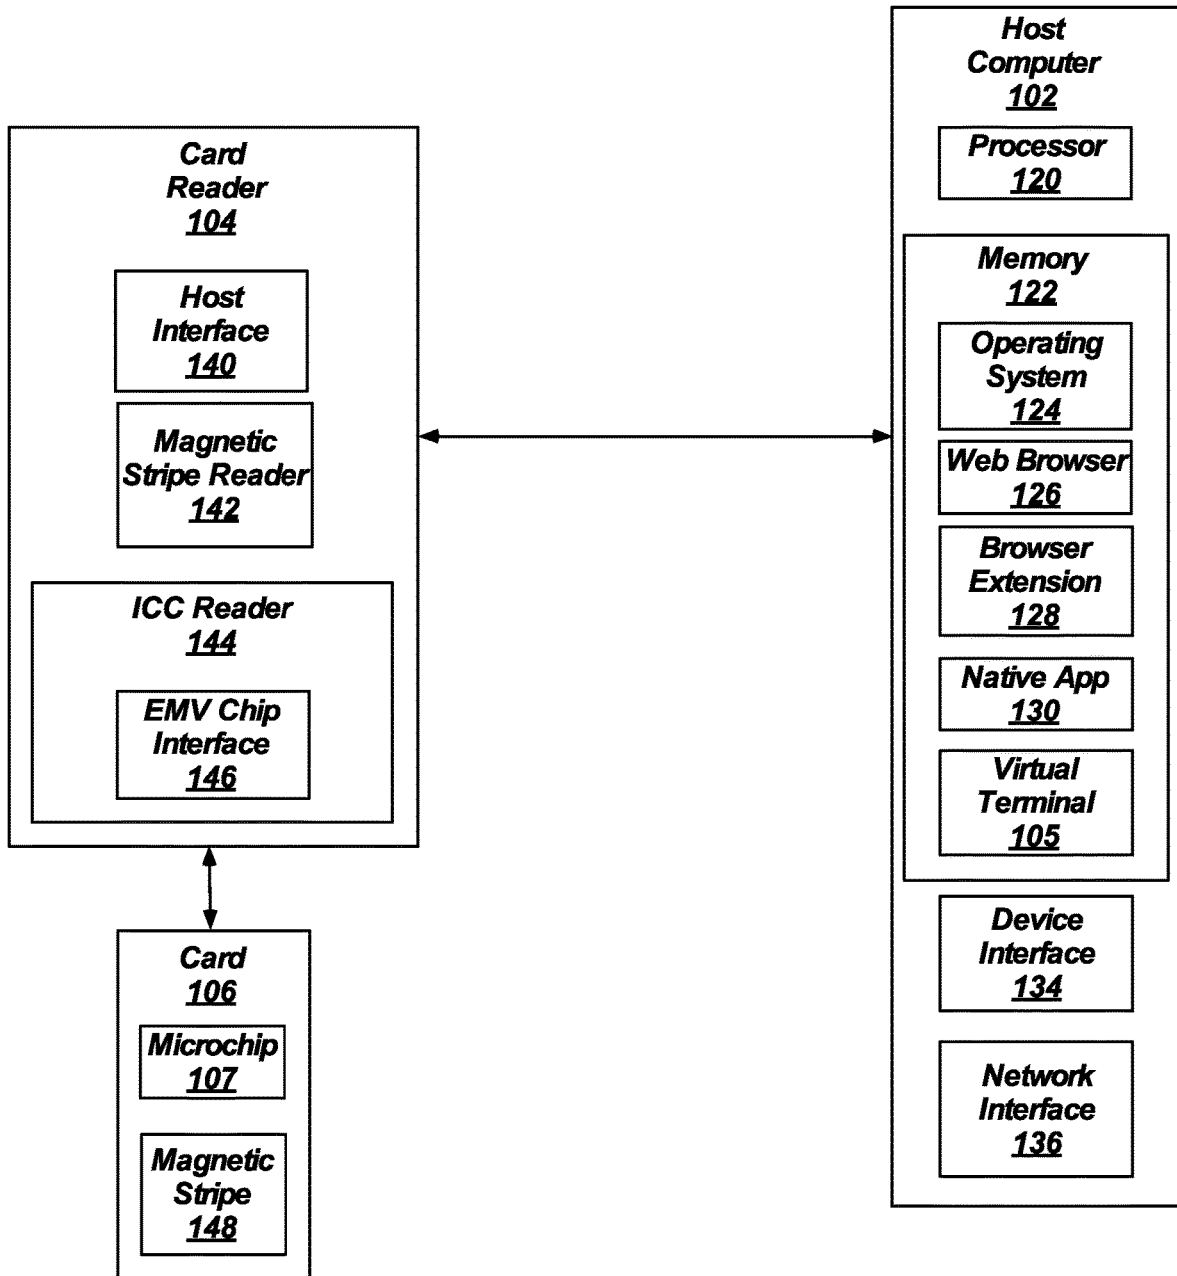 Card
Reader
104
Host
Interface
140
Magnetic
Stripe Reader
142
ICC Reader
144
EMV Chip
Interface
146
Card
106
Microchip
107
Magnetic
Stripe
148
Host
Computer
102
Processor
120
Memory
122
Operating
System
124
Web Browser
126
Browser
Extension
128
Native App
130
Virtual
Terminal
105
Device
Interface
134
Network
Interface
136